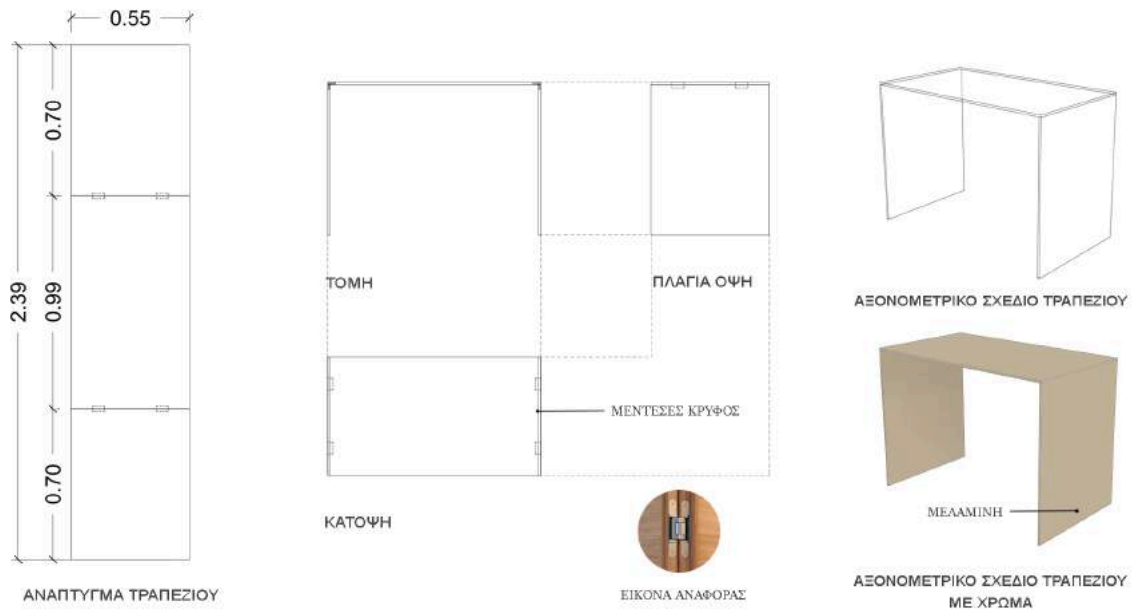 0.55
0.70
2.39
0.99
0.70
ΑΝΑΠΤΥΓΜΑ ΤΡΑΠΕΖΙΟΥ
ΤΟΜΗ
ΠΛΑΓΙΑ ΟΨΗ
ΜΕΝΤΕΣΕΣ ΚΡΥΦΟΣ
ΚΑΤΟΨΗ
ΕΙΚΟΝΑ ΑΝΑΦΟΡΑΣ
ΑΞΟΝΟΜΕΤΡΙΚΟ ΣΧΕΔΙΟ ΤΡΑΠΕΖΙΟΥ
ΜΕΛΑΜΙΝΗ
ΑΞΟΝΟΜΕΤΡΙΚΟ ΣΧΕΔΙΟ ΤΡΑΠΕΖΙΟΥ
ΜΕ ΧΡΩΜΑ